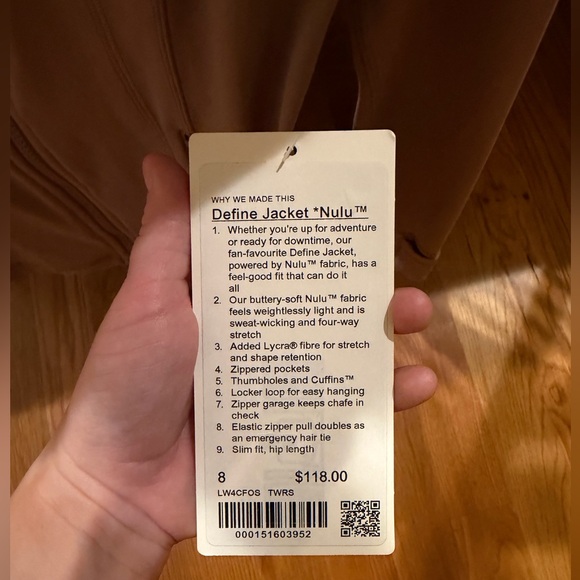 WHY WE MADE THIS
Define Jacket *Nulu™
1. Whether you're up for adventure
or ready for downtime, our
fan-favourite Define Jacket,
powered by Nulu™ fabric, has a
feel-good fit that can do it
all
2. Our buttery-soft Nulu™ fabric
feels weightlessly light and is
sweat-wicking and four-way
stretch
3. Added Lycra® fibre for stretch
and shape retention
4. Zippered pockets
5. Thumbholes and Cuffins™
6. Locker loop for easy hanging
7. Zipper garage keeps chafe in
check
8. Elastic zipper pull doubles as
an emergency hair tie
9. Slim fit, hip length
8 $118.00
LW4CFOS TWRS
000151603952